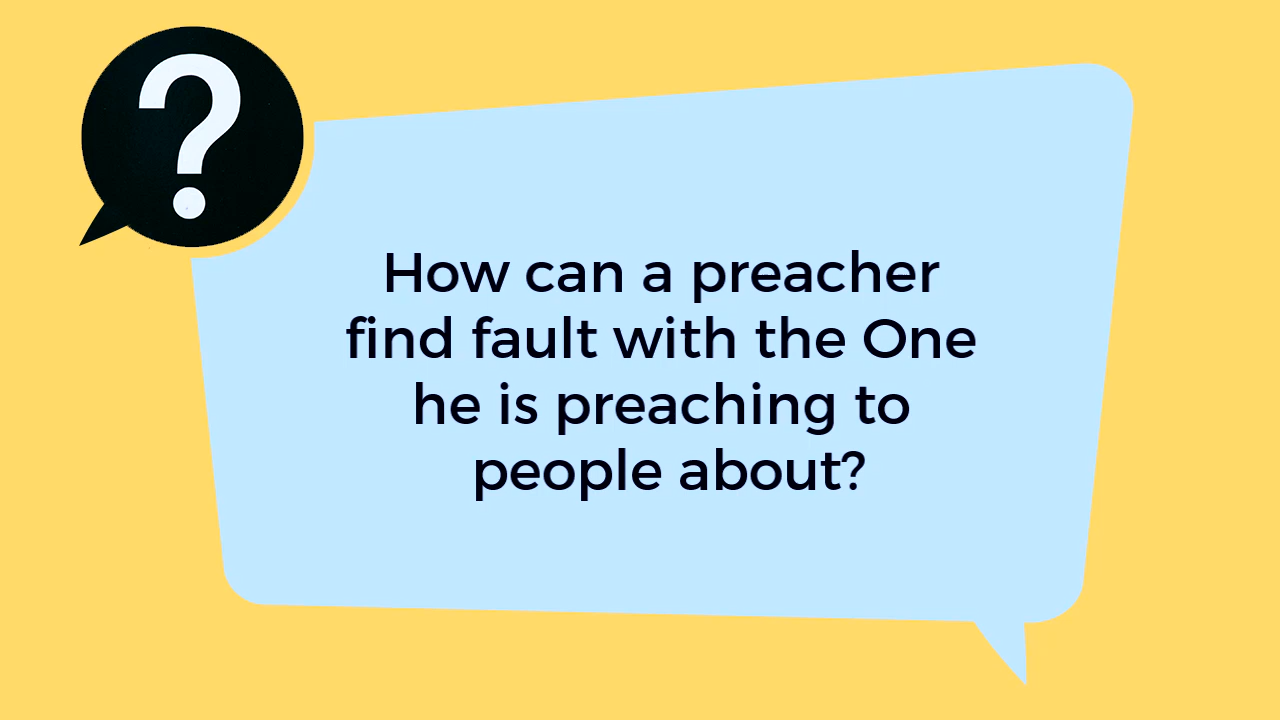 ?
How can a preacher
find fault with the One
he is preaching to
people about?